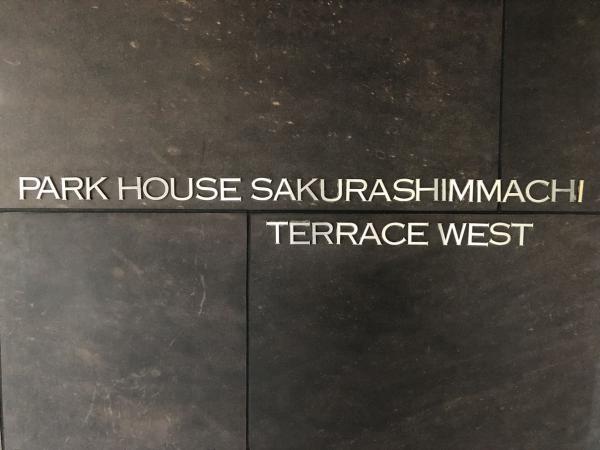 PARK HOUSE SAKURASHIMMACHI
TERRACE WEST